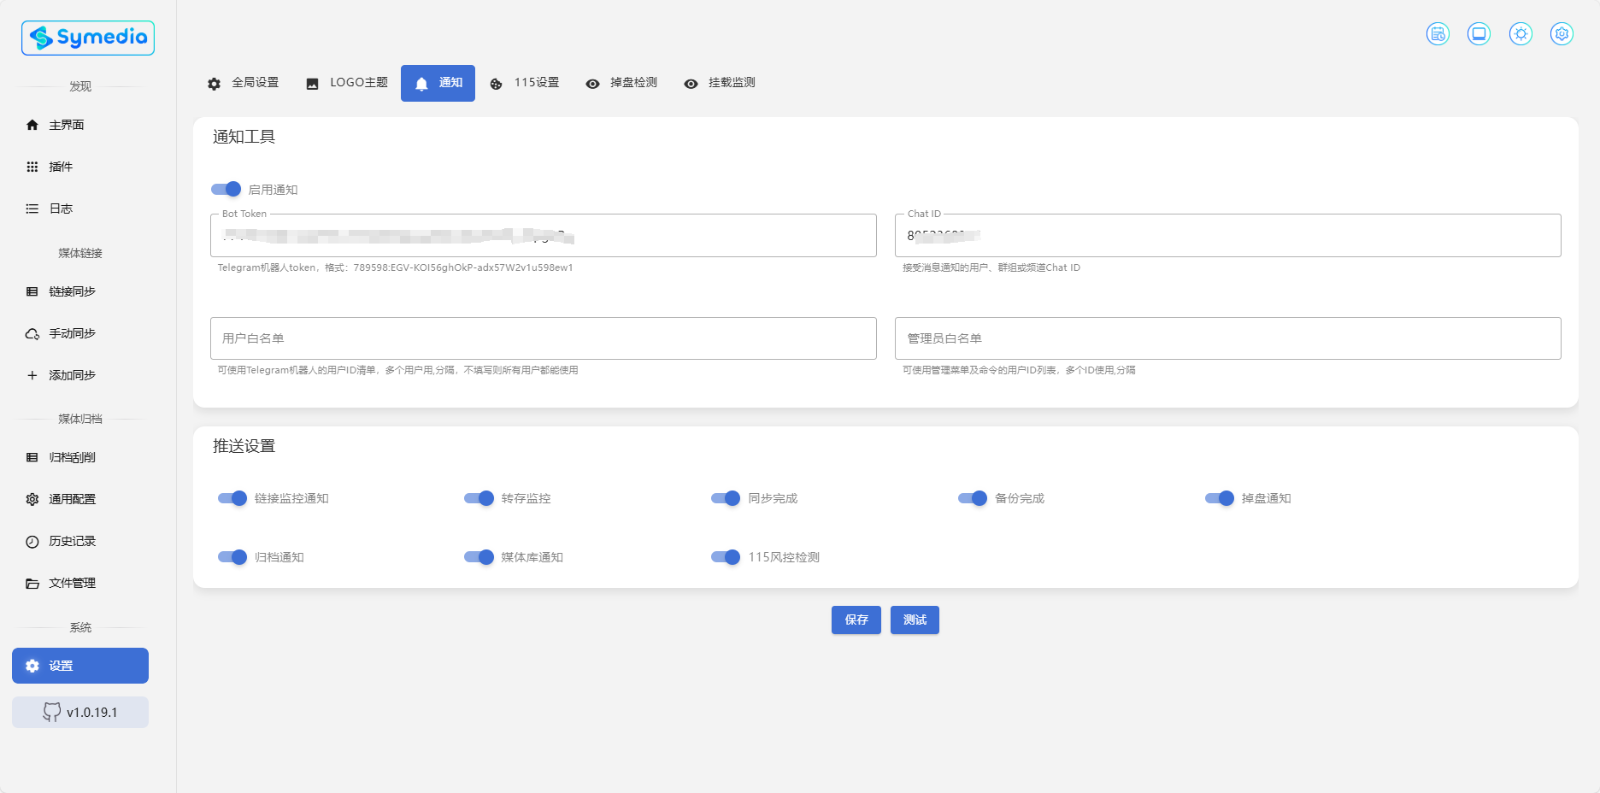 Symedia
发现
主界面
插件
日志
媒体链接
链接同步
手动同步
添加同步
媒体归档
归档刮削
通用配置
历史记录
文件管理
系统
设置
v1.0.19.1
全局设置
LOGO主题
通知
115设置
掉盘检测
挂载监测
通知工具
启用通知
Bot Token
Telegram机器人token，格式：789598:EGV-KOI56ghOkP-adx57W2v1u598ew1
Chat ID
接受消息通知的用户、群组或频道Chat ID
用户白名单
可使用Telegram机器人的用户ID清单，多个用户用,分隔，不填写则所有用户都能使用
管理员白名单
可使用管理菜单及命令的用户ID列表，多个ID使用,分隔
推送设置
链接监控通知
转存监控
同步完成
备份完成
掉盘通知
归档通知
媒体库通知
115风控检测
保存
测试